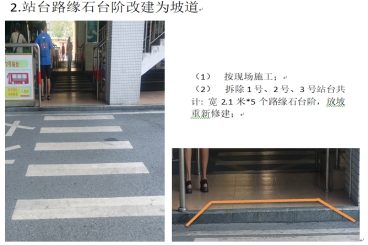 2.站台路缘石台阶改建为坡道
（1） 按现场施工；
（2） 拆除 1 号、2 号、3 号站台共
计: 宽 2.1 米*5 个路缘石台阶，放坡
重新修建；